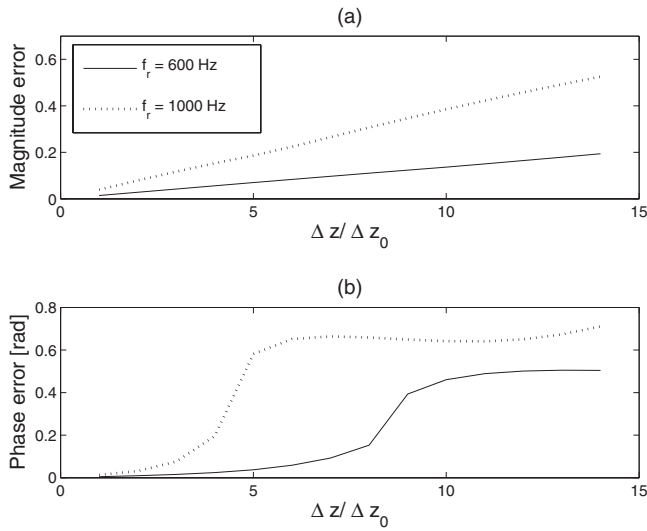 (a)
Magnitude error
0.6
0.4
0.2
0
f_r = 600 Hz
f_r = 1000 Hz
0 5 10 15
Δ z/ Δ z_0
(b)
Phase error [rad]
0.8
0.6
0.4
0.2
0
0 5 10 15
Δ z/ Δ z_0